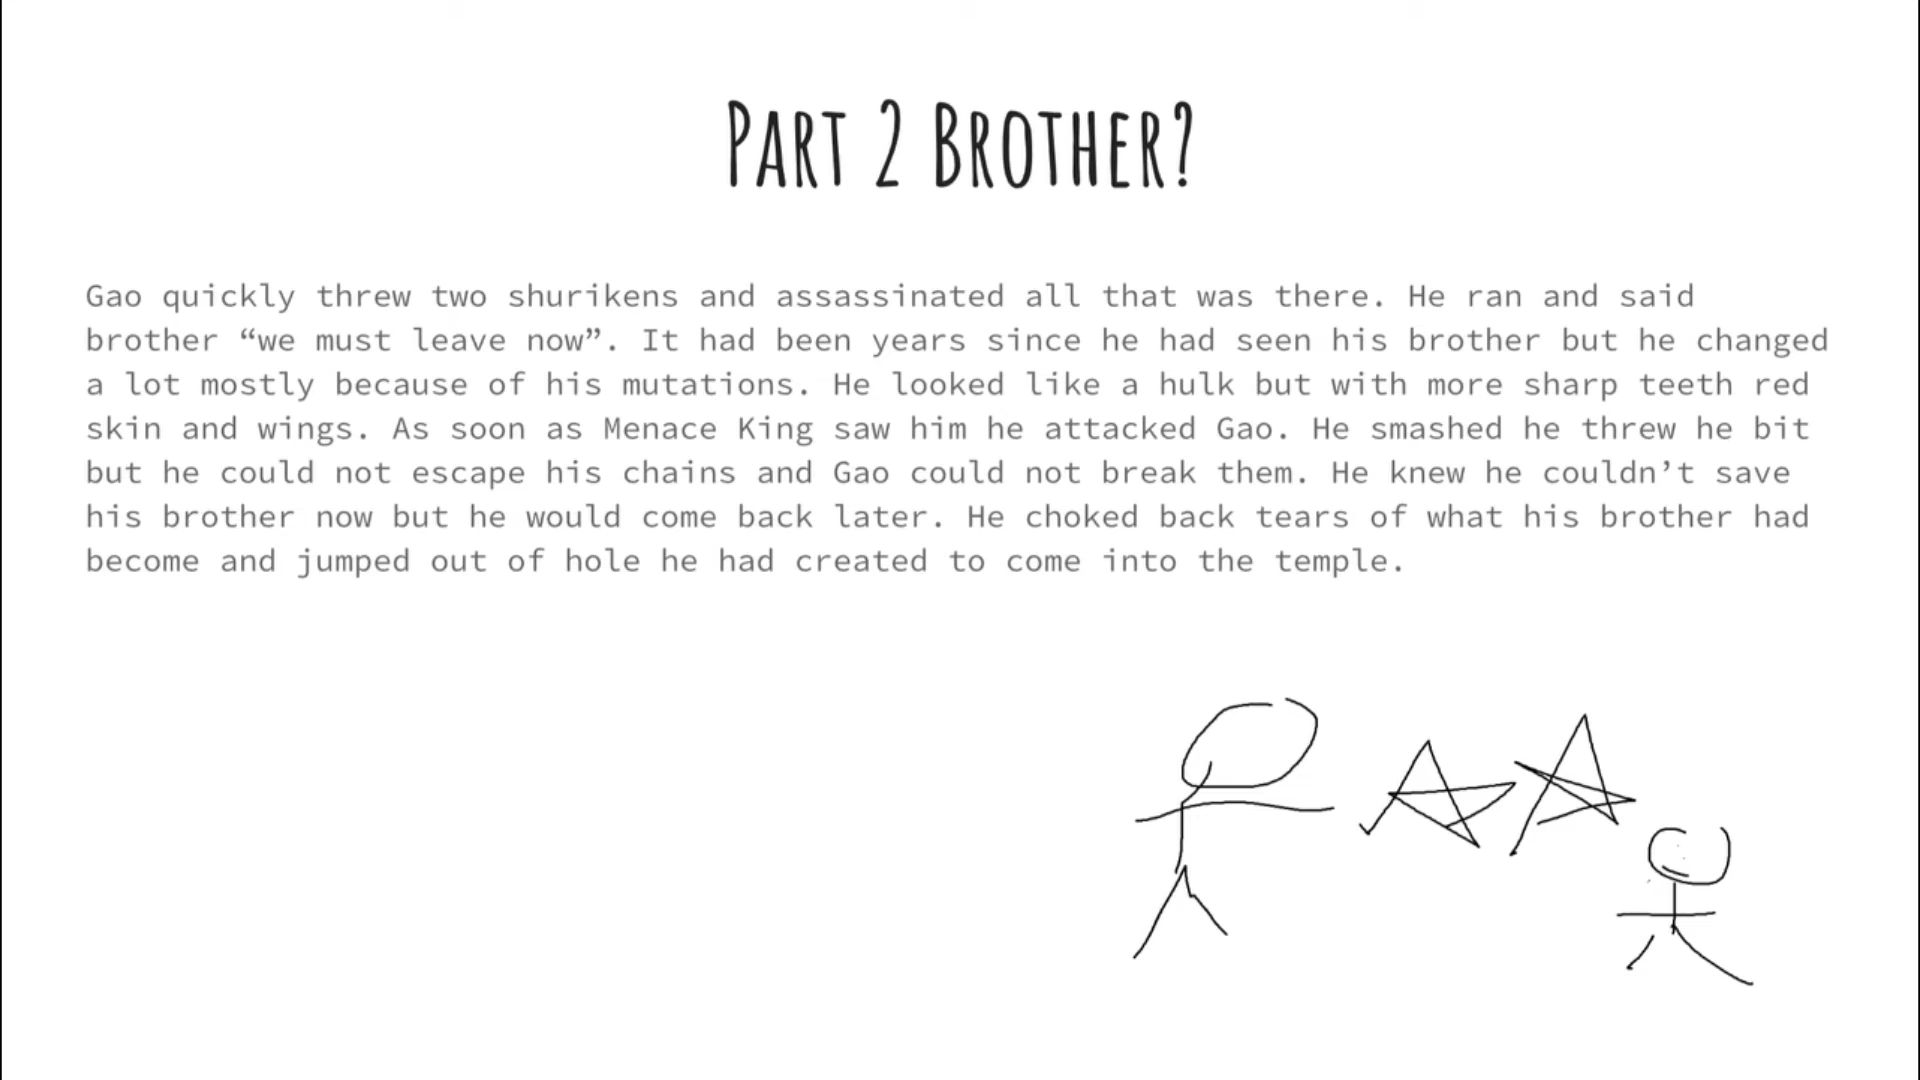 Part 2 Brother?
Gao quickly threw two shurikens and assassinated all that was there. He ran and said
brother “we must leave now”. It had been years since he had seen his brother but he changed
a lot mostly because of his mutations. He looked like a hulk but with more sharp teeth red
skin and wings. As soon as Menace King saw him he attacked Gao. He smashed he threw he bit
but he could not escape his chains and Gao could not break them. He knew he couldn’t save
his brother now but he would come back later. He choked back tears of what his brother had
become and jumped out of hole he had created to come into the temple.